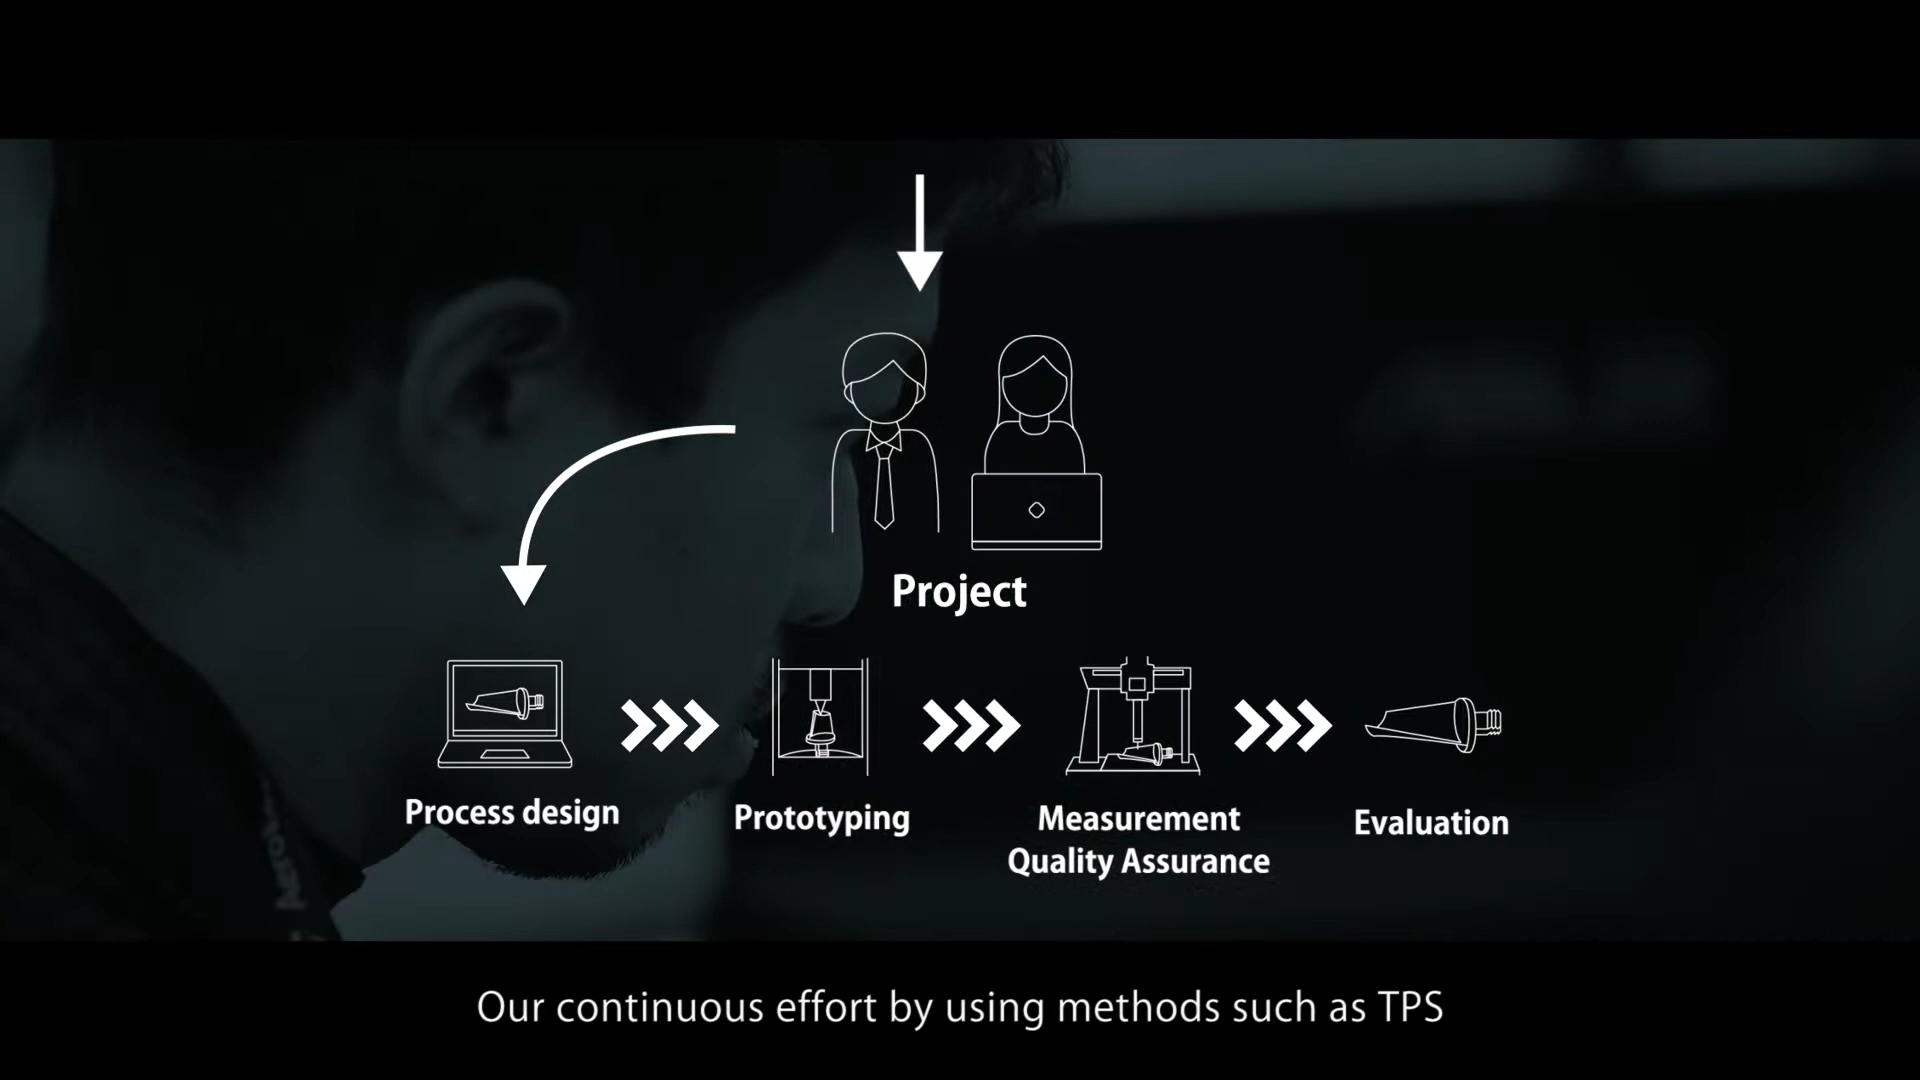 Project
Process design
Prototyping
Measurement
Quality Assurance
Evaluation
Our continuous effort by using methods such as TPS